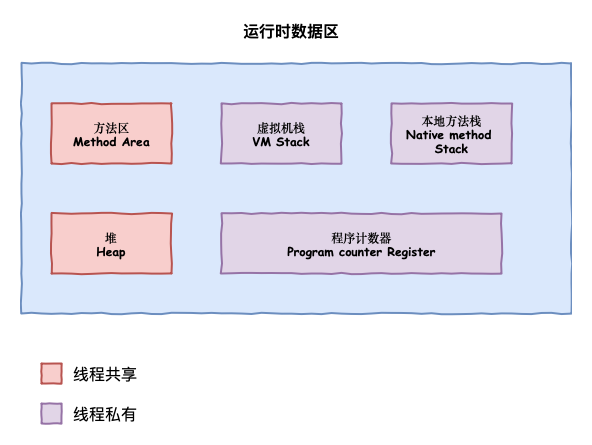 运行时数据区
方法区
Method Area
虚拟机栈
VM Stack
本地方法栈
Native method
Stack
堆
Heap
程序计数器
Program counter Register
线程共享
线程私有